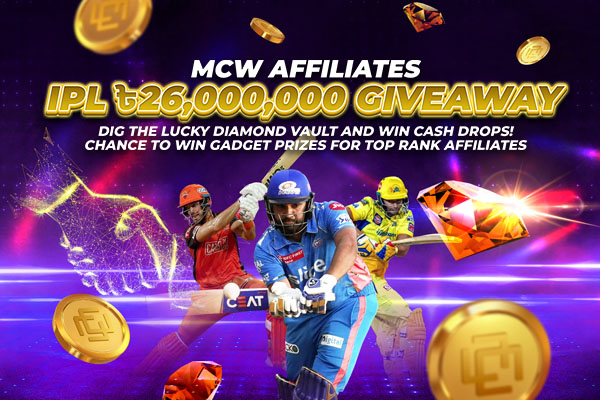 MCW AFFILIATES
IPL ৳26,000,000 GIVEAWAY
DIG THE LUCKY DIAMOND VAULT AND WIN CASH DROPS!
CHANCE TO WIN GADGET PRIZES FOR TOP RANK AFFILIATES
CEAT